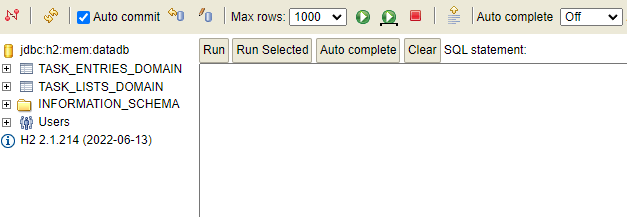 Auto commit Max rows: 1000 Auto complete Off
jdbc:h2:mem:datadb Run Run Selected Auto complete Clear SQL statement:
TASK_ENTRIES_DOMAIN
TASK_LISTS_DOMAIN
INFORMATION_SCHEMA
Users
H2 2.1.214 (2022-06-13)